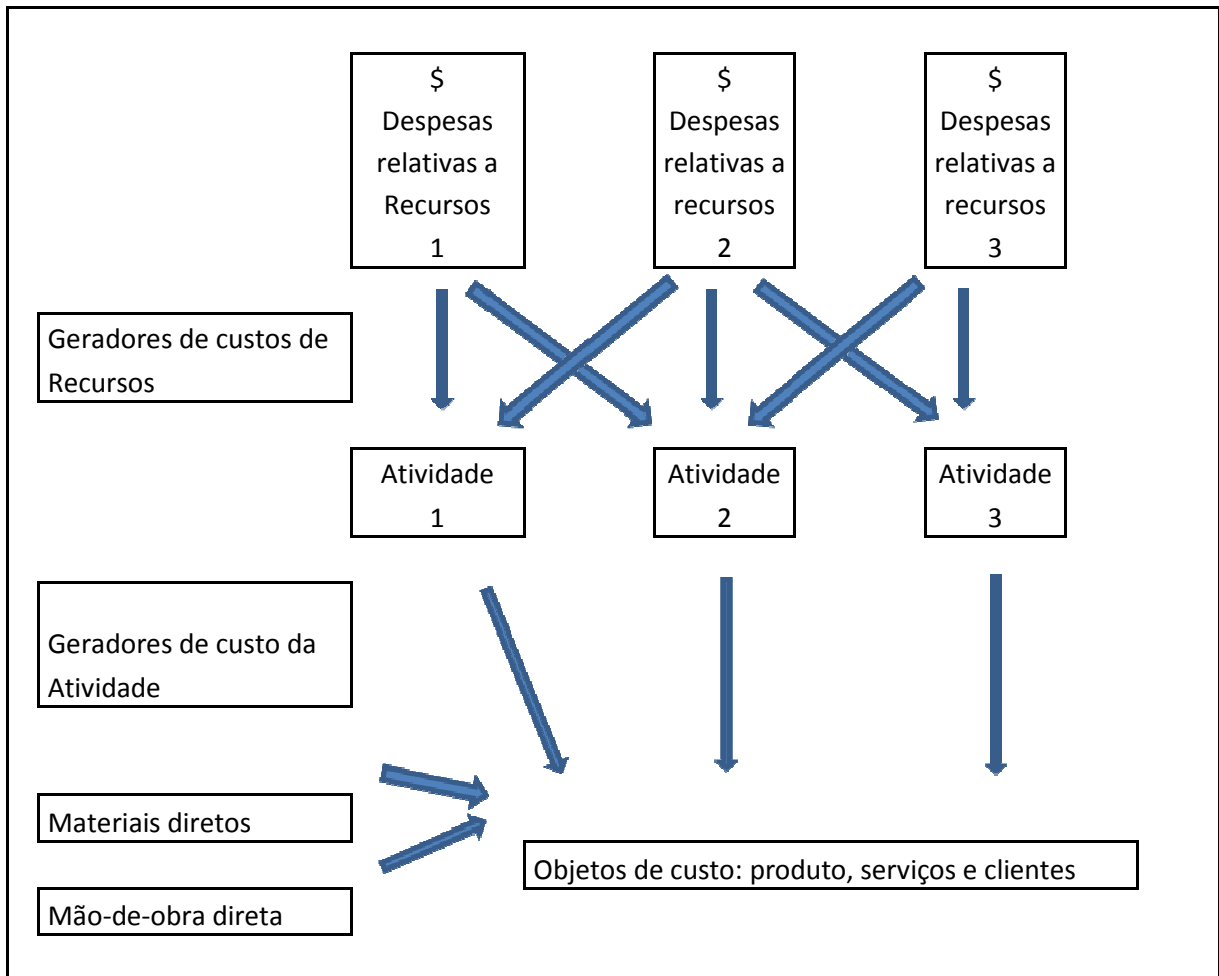 $
Despesas
relativas a
Recursos
1
$
Despesas
relativas a
recursos
2
$
Despesas
relativas a
recursos
3
Geradores de custos de
Recursos
Atividade
1
Atividade
2
Atividade
3
Geradores de custo da
Atividade
Materiais diretos
Objetos de custo: produto, serviços e clientes
Mão-de-obra direta